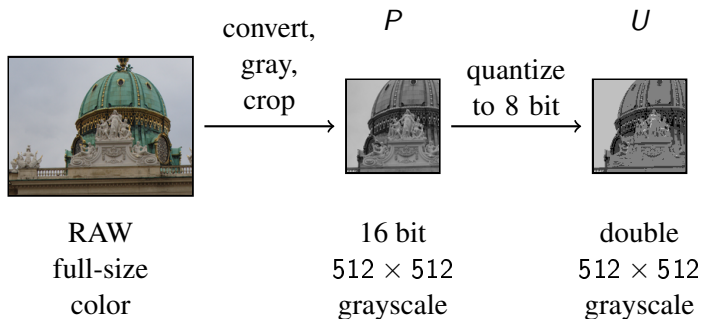 convert,
gray,
crop
P
quantize
to 8 bit
U
RAW
full-size
color
16 bit
512 × 512
grayscale
double
512 × 512
grayscale